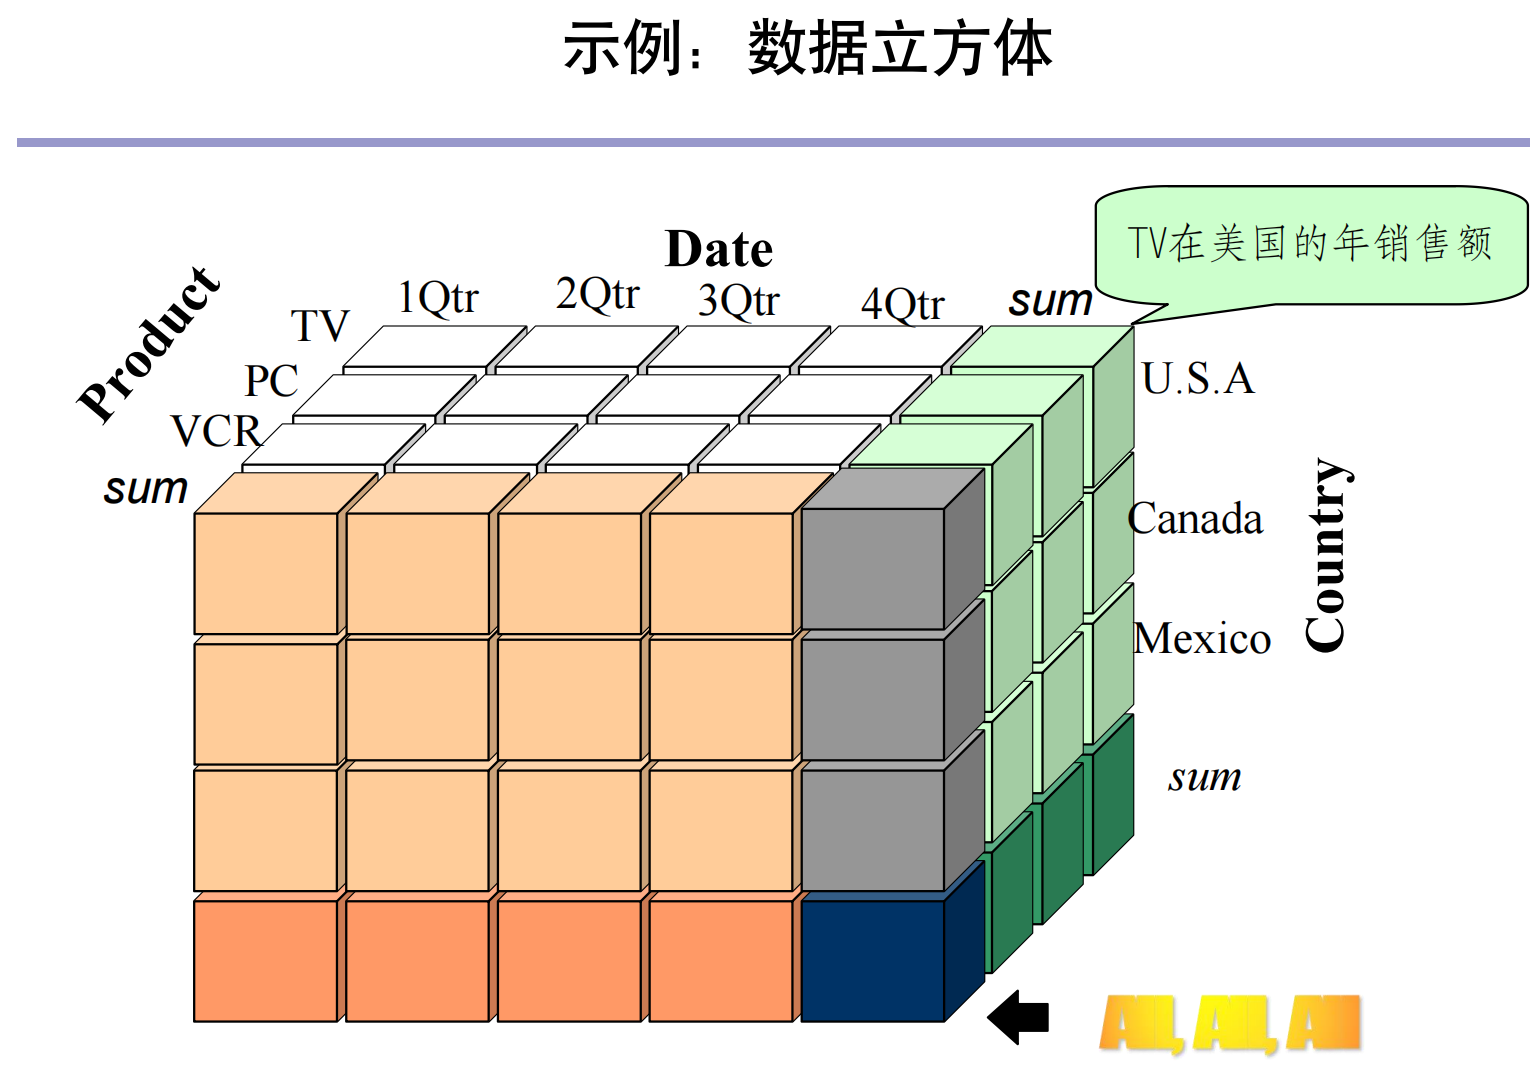 示例： 数据立方体
TV在美国的年销售额
Date
Product
1Qtr
2Qtr
3Qtr
4Qtr
sum
TV
PC
VCR
sum
U.S.A
Canada
Mexico
sum
Country
All, All, All